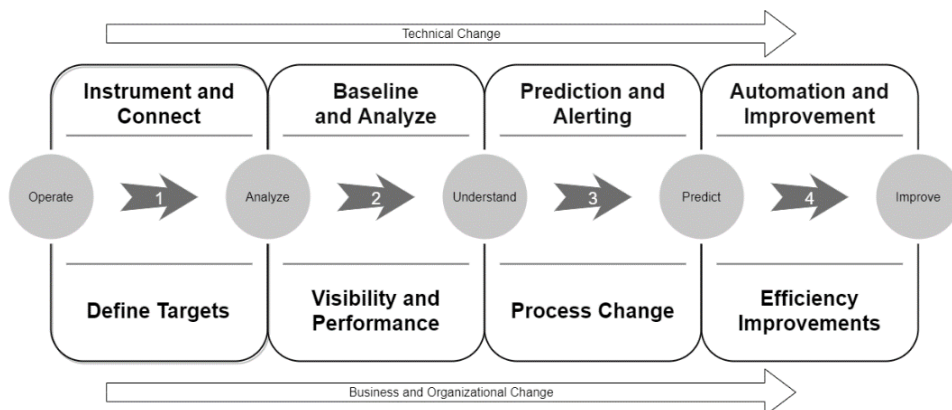 Technical Change
Instrument and
Connect
Baseline
and Analyze
Prediction and
Alerting
Automation and
Improvement
Operate
1
Analyze
2
Understand
3
Predict
4
Improve
Define Targets
Visibility and
Performance
Process Change
Efficiency
Improvements
Business and Organizational Change